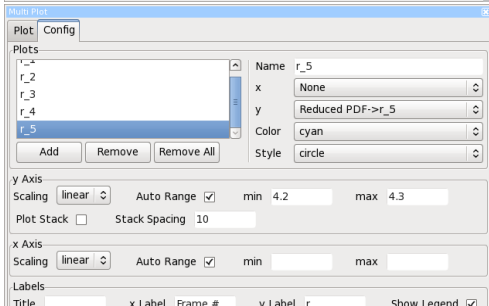 Multi Plot
Plot Config
Plots
r_1
r_2
r_3
r_4
r_5
Add Remove Remove All
Name r_5
x None
y Reduced PDF->r_5
Color cyan
Style circle
y Axis
Scaling linear Auto Range min 4.2 max 4.3
Plot Stack Stack Spacing 10
x Axis
Scaling linear Auto Range min max
Labels
Title x Label Frame # y Label r Show Legend